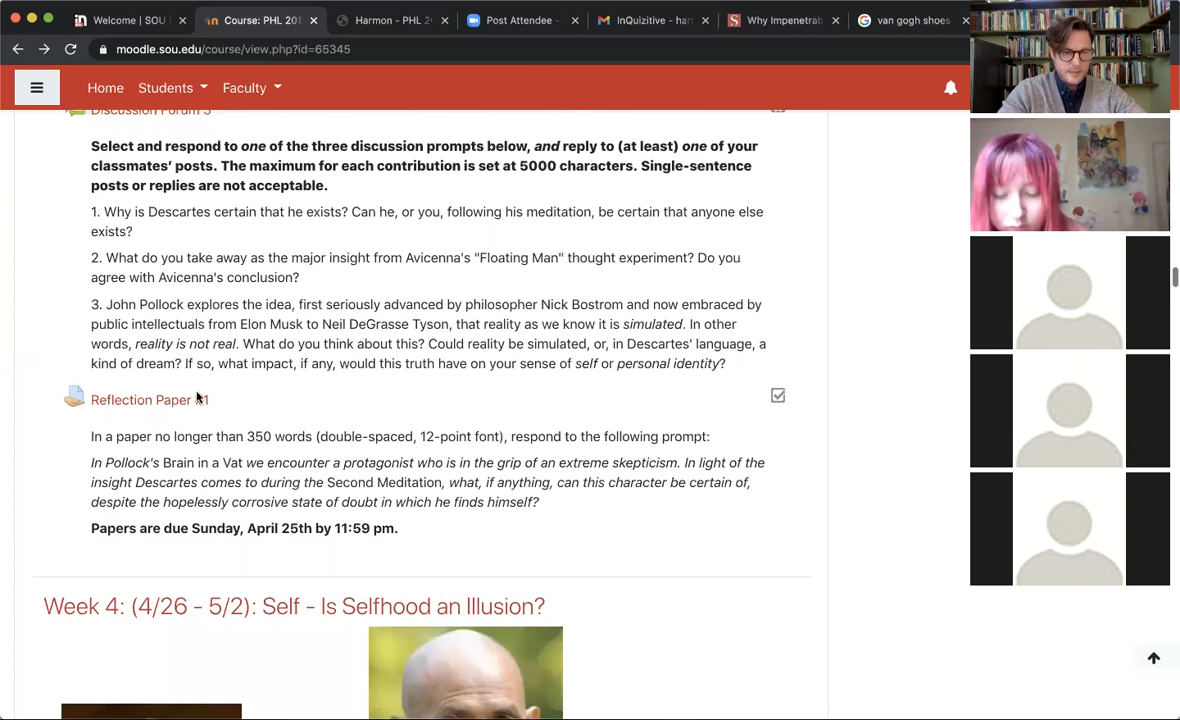 Welcome | SOU
Course: PHL 201
Harmon - PHL 2
Post Attendee -
InQuizitive - har
Why Impenetrab
van gogh shoes
moodle.sou.edu/course/view.php?id=65345
Home Students Faculty
Discussion Forum 3
Select and respond to one of the three discussion prompts below, and reply to (at least) one of your
classmates' posts. The maximum for each contribution is set at 5000 characters. Single-sentence
posts or replies are not acceptable.
1. Why is Descartes certain that he exists? Can he, or you, following his meditation, be certain that anyone else
exists?
2. What do you take away as the major insight from Avicenna's "Floating Man" thought experiment? Do you
agree with Avicenna's conclusion?
3. John Pollock explores the idea, first seriously advanced by philosopher Nick Bostrom and now embraced by
public intellectuals from Elon Musk to Neil DeGrasse Tyson, that reality as we know it is simulated. In other
words, reality is not real. What do you think about this? Could reality be simulated, or, in Descartes' language, a
kind of dream? If so, what impact, if any, would this truth have on your sense of self or personal identity?
Reflection Paper #1
In a paper no longer than 350 words (double-spaced, 12-point font), respond to the following prompt:
In Pollock's Brain in a Vat we encounter a protagonist who is in the grip of an extreme skepticism. In light of the
insight Descartes comes to during the Second Meditation, what, if anything, can this character be certain of,
despite the hopelessly corrosive state of doubt in which he finds himself?
Papers are due Sunday, April 25th by 11:59 pm.
Week 4: (4/26 - 5/2): Self - Is Selfhood an Illusion?